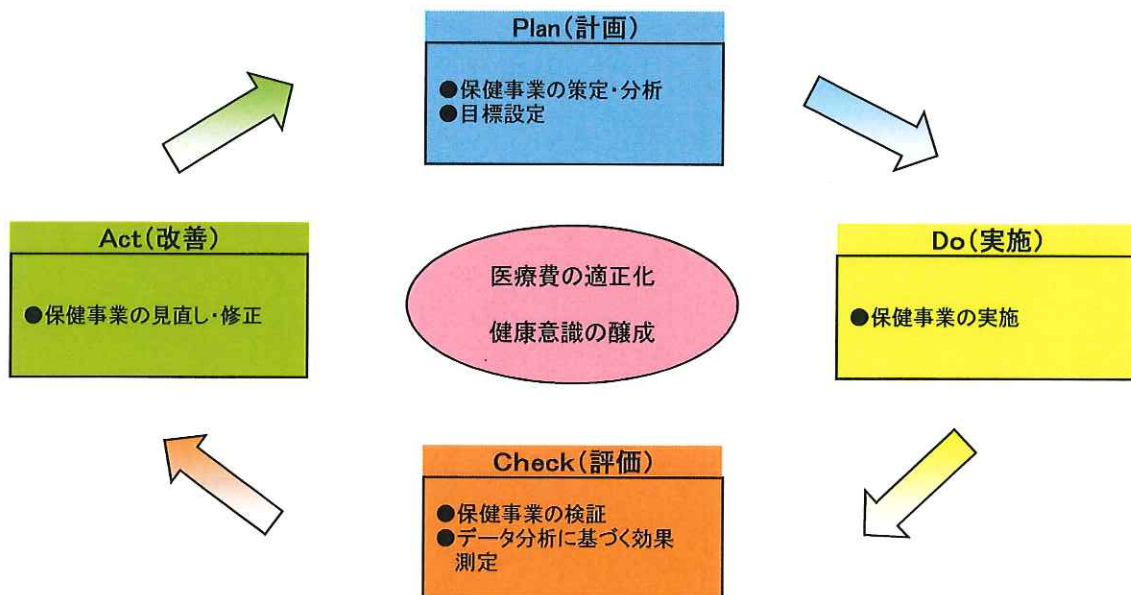 Plan(計画)
●保健事業の策定・分析
●目標設定
Act(改善)
●保健事業の見直し・修正
医療費の適正化
健康意識の醸成
Do(実施)
●保健事業の実施
Check(評価)
●保健事業の検証
●データ分析に基づく効果
測定